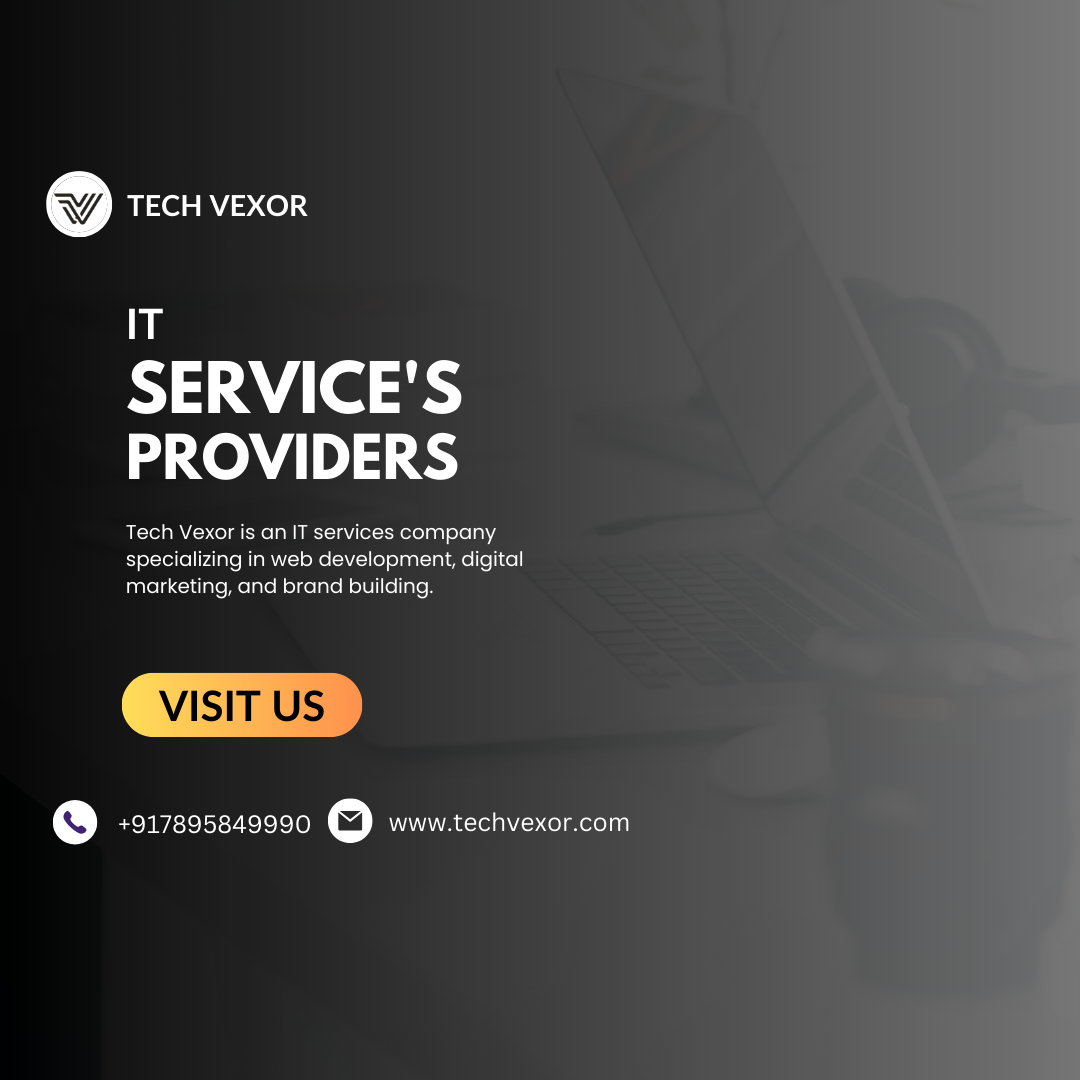 TECH VEXOR
IT
SERVICE'S
PROVIDERS
Tech Vexor is an IT services company
specializing in web development, digital
marketing, and brand building.
VISIT US
+917895849990 www.techvexor.com